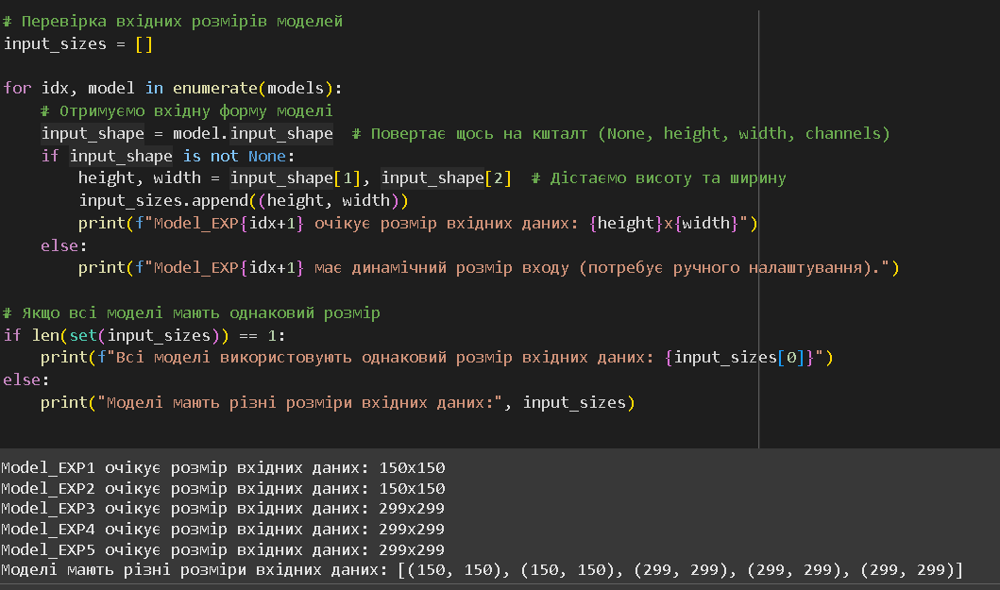 # Перевірка вхідних розмірів моделей
input_sizes = []
for idx, model in enumerate(models):
    # Отримуємо вхідну форму моделі
    input_shape = model.input_shape  # Повертає щось на кшталт (None, height, width, channels)
    if input_shape is not None:
        height, width = input_shape[1], input_shape[2]  # Дістаємо висоту та ширину
        input_sizes.append((height, width))
        print(f"Model_EXP{idx+1} очікує розмір вхідних даних: {height}x{width}")
    else:
        print(f"Model_EXP{idx+1} має динамічний розмір входу (потребує ручного налаштування).")
# Якщо всі моделі мають однаковий розмір
if len(set(input_sizes)) == 1:
    print(f"Всі моделі використовують однаковий розмір вхідних даних: {input_sizes[0]}")
else:
    print("Моделі мають різні розміри вхідних даних:", input_sizes)
Model_EXP1 очікує розмір вхідних даних: 150x150
Model_EXP2 очікує розмір вхідних даних: 150x150
Model_EXP3 очікує розмір вхідних даних: 299x299
Model_EXP4 очікує розмір вхідних даних: 299x299
Model_EXP5 очікує розмір вхідних даних: 299x299
Моделі мають різні розміри вхідних даних: [(150, 150), (150, 150), (299, 299), (299, 299), (299, 299)]